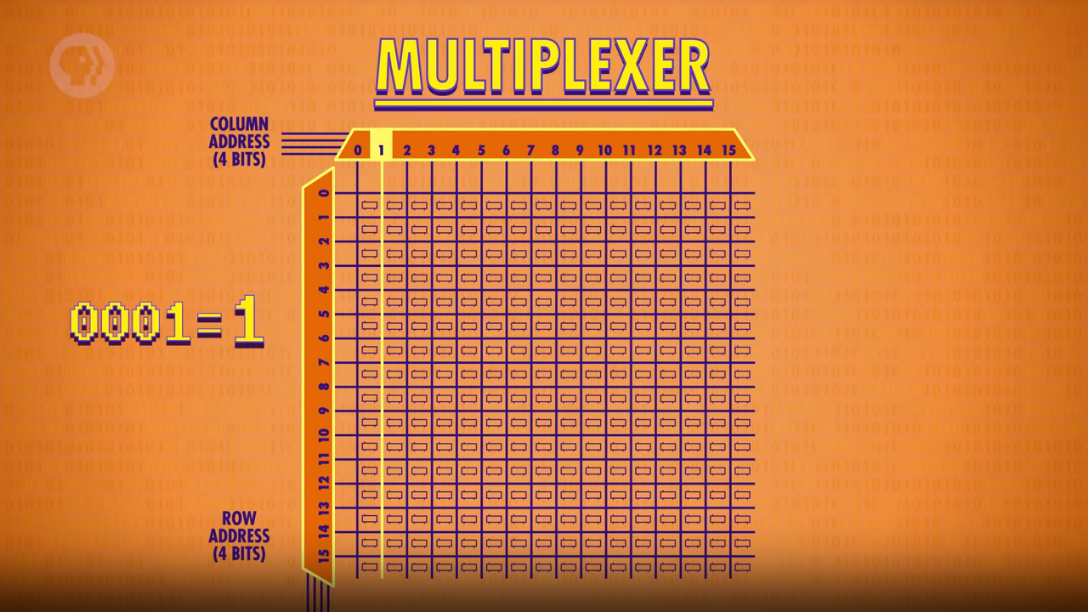 MULTIPLEXER
COLUMN
ADDRESS
(4 BITS)
0 1 2 3 4 5 6 7 8 9 10 11 12 13 14 15
0
1
2
3
4
5
6
7
8
9
10
11
12
13
14
15
0001=1
ROW
ADDRESS
(4 BITS)